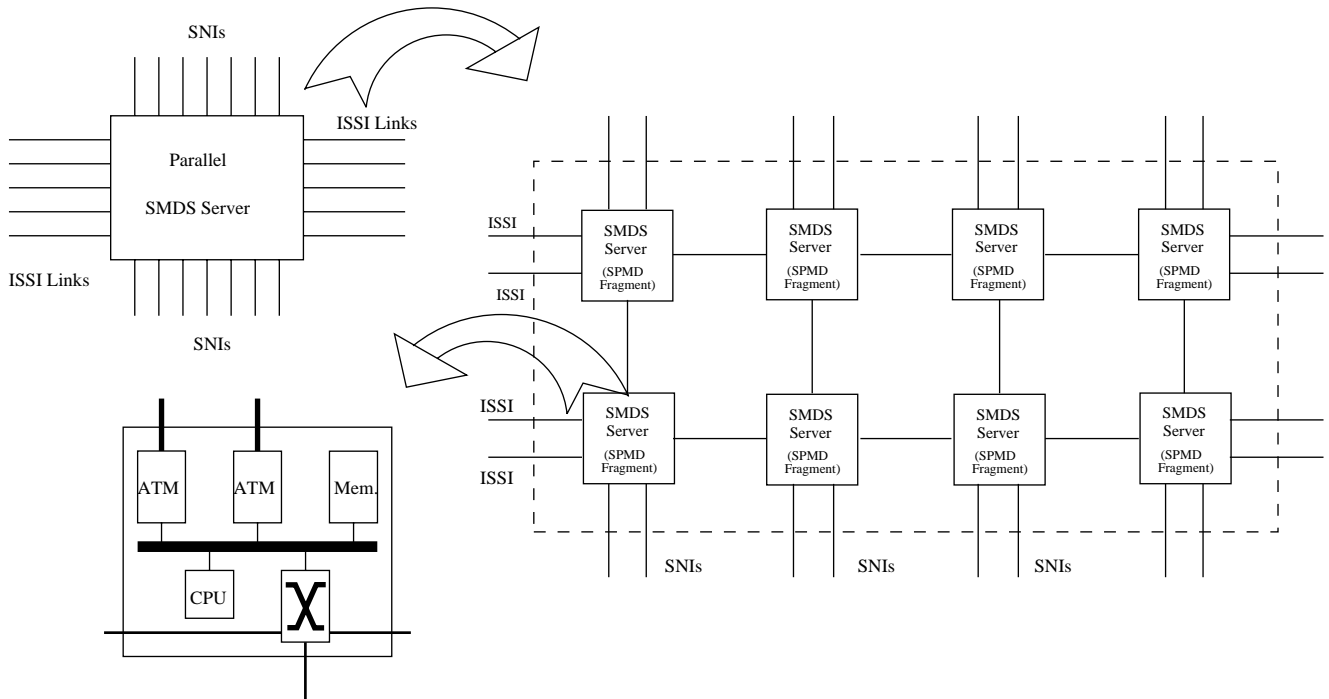 SNIs
ISSI Links
Parallel
SMDS Server
ISSI Links
SNIs
ISSI
ISSI
SMDS
Server
(SPMD
Fragment)
SMDS
Server
(SPMD
Fragment)
SMDS
Server
(SPMD
Fragment)
SMDS
Server
(SPMD
Fragment)
ISSI
ISSI
SMDS
Server
(SPMD
Fragment)
SMDS
Server
(SPMD
Fragment)
SMDS
Server
(SPMD
Fragment)
SMDS
Server
(SPMD
Fragment)
SNIs
SNIs
SNIs
ATM
ATM
Mem.
CPU